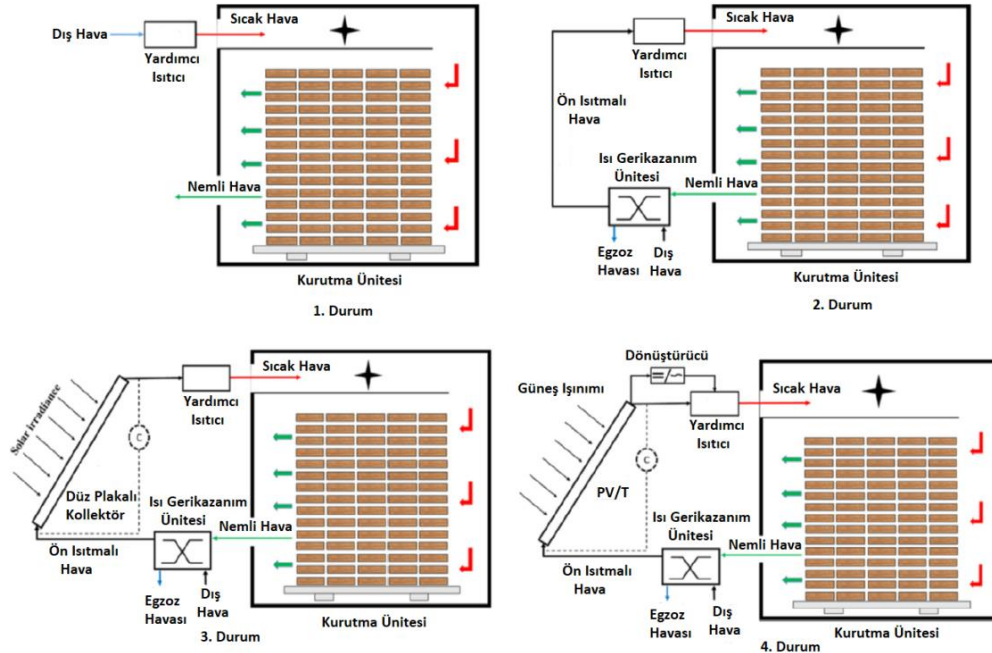 Dış Hava
Sıcak Hava
Yardımcı
Isıtıcı
Nemli Hava
Kurutma Ünitesi
1. Durum
Sıcak Hava
Yardımcı
Isıtıcı
Ön Isıtmalı
Hava
Isı Gerikazanım
Ünitesi
Nemli Hava
Egzoz
Havası
Dış
Hava
Kurutma Ünitesi
2. Durum
Sıcak Hava
Yardımcı
Isıtıcı
Solar irradiance
C
Düz Plakalı
Kollektör
Isı Gerikazanım
Ünitesi
Nemli Hava
Ön Isıtmalı
Hava
Egzoz
Havası
Dış
Hava
Kurutma Ünitesi
3. Durum
Dönüştürücü
Güneş Işınımı
Sıcak Hava
Yardımcı
Isıtıcı
C
PV/T
Isı Gerikazanım
Ünitesi
Nemli Hava
Ön Isıtmalı
Hava
Egzoz
Havası
Dış
Hava
Kurutma Ünitesi
4. Durum